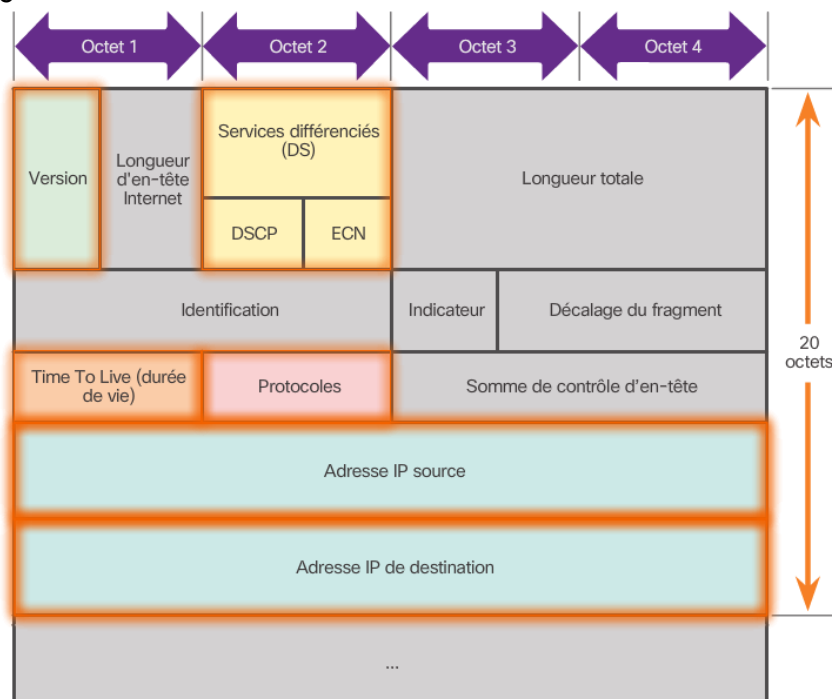 Octet 1
Octet 2
Octet 3
Octet 4
Version
Longueur
d'en-tête
Internet
Services différenciés
(DS)
DSCP
ECN
Longueur totale
Identification
Indicateur
Décalage du fragment
20
octets
Time To Live (durée
de vie)
Protocoles
Somme de contrôle d'en-tête
Adresse IP source
Adresse IP de destination
...